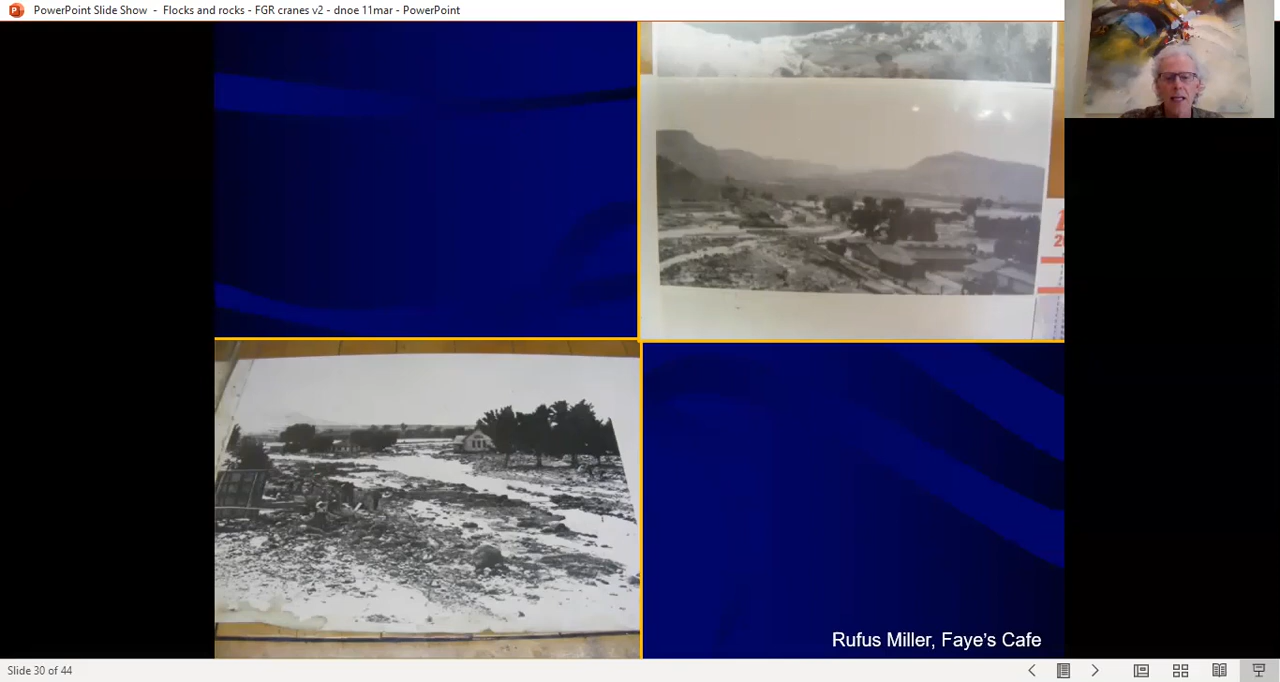 PowerPoint Slide Show - Flocks and rocks - FGR cranes v2 - dnoe 11mar - PowerPoint
Rufus Miller, Faye's Cafe
Slide 30 of 44